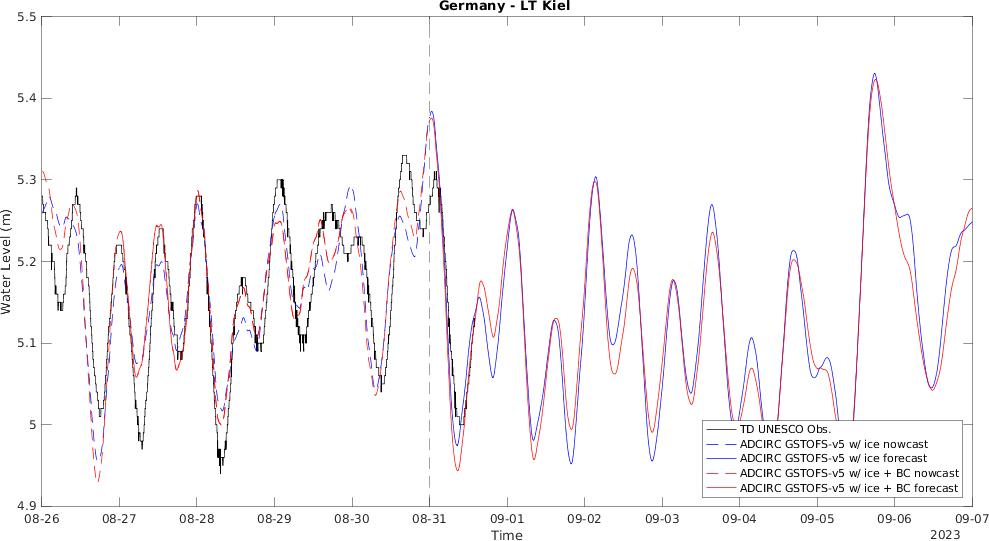 Germany - LT Kiel
5.5
5.4
5.3
5.2
5.1
5
4.9
Water Level (m)
08-26 08-27 08-28 08-29 08-30 08-31 09-01 09-02 09-03 09-04 09-05 09-06 09-07
Time
2023
TD UNESCO Obs.
ADCIRC GSTOFS-v5 w/ ice nowcast
ADCIRC GSTOFS-v5 w/ ice forecast
ADCIRC GSTOFS-v5 w/ ice + BC nowcast
ADCIRC GSTOFS-v5 w/ ice + BC forecast